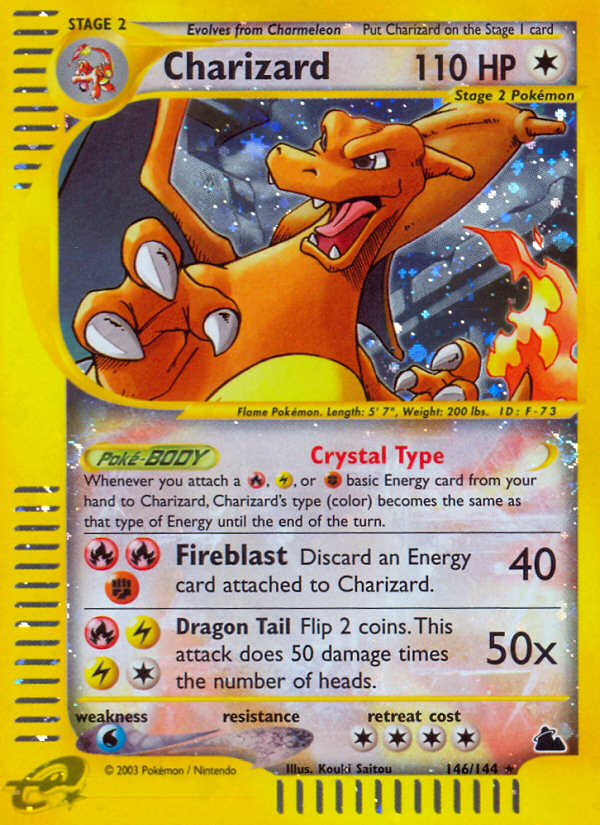 STAGE 2
Evolves from Charmeleon
Put Charizard on the Stage 1 card
Charizard
110 HP
Stage 2 Pokémon
Flame Pokémon. Length: 5' 7", Weight: 200 lbs. ID: F-73
Poké-BODY
Crystal Type
Whenever you attach a , , or basic Energy card from your
hand to Charizard, Charizard's type (color) becomes the same as
that type of Energy until the end of the turn.
Fireblast Discard an Energy
card attached to Charizard.
40
Dragon Tail Flip 2 coins. This
attack does 50 damage times
the number of heads.
50x
weakness
resistance
retreat cost
© 2003 Pokémon / Nintendo
Illus. Kouki Saitou
146/144 ★
e